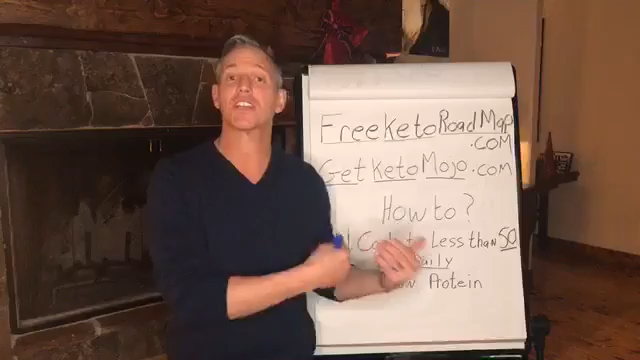 FreeketoRoadMap
.COM
GetKetoMojo.com
How to?
Less than 50
Protein